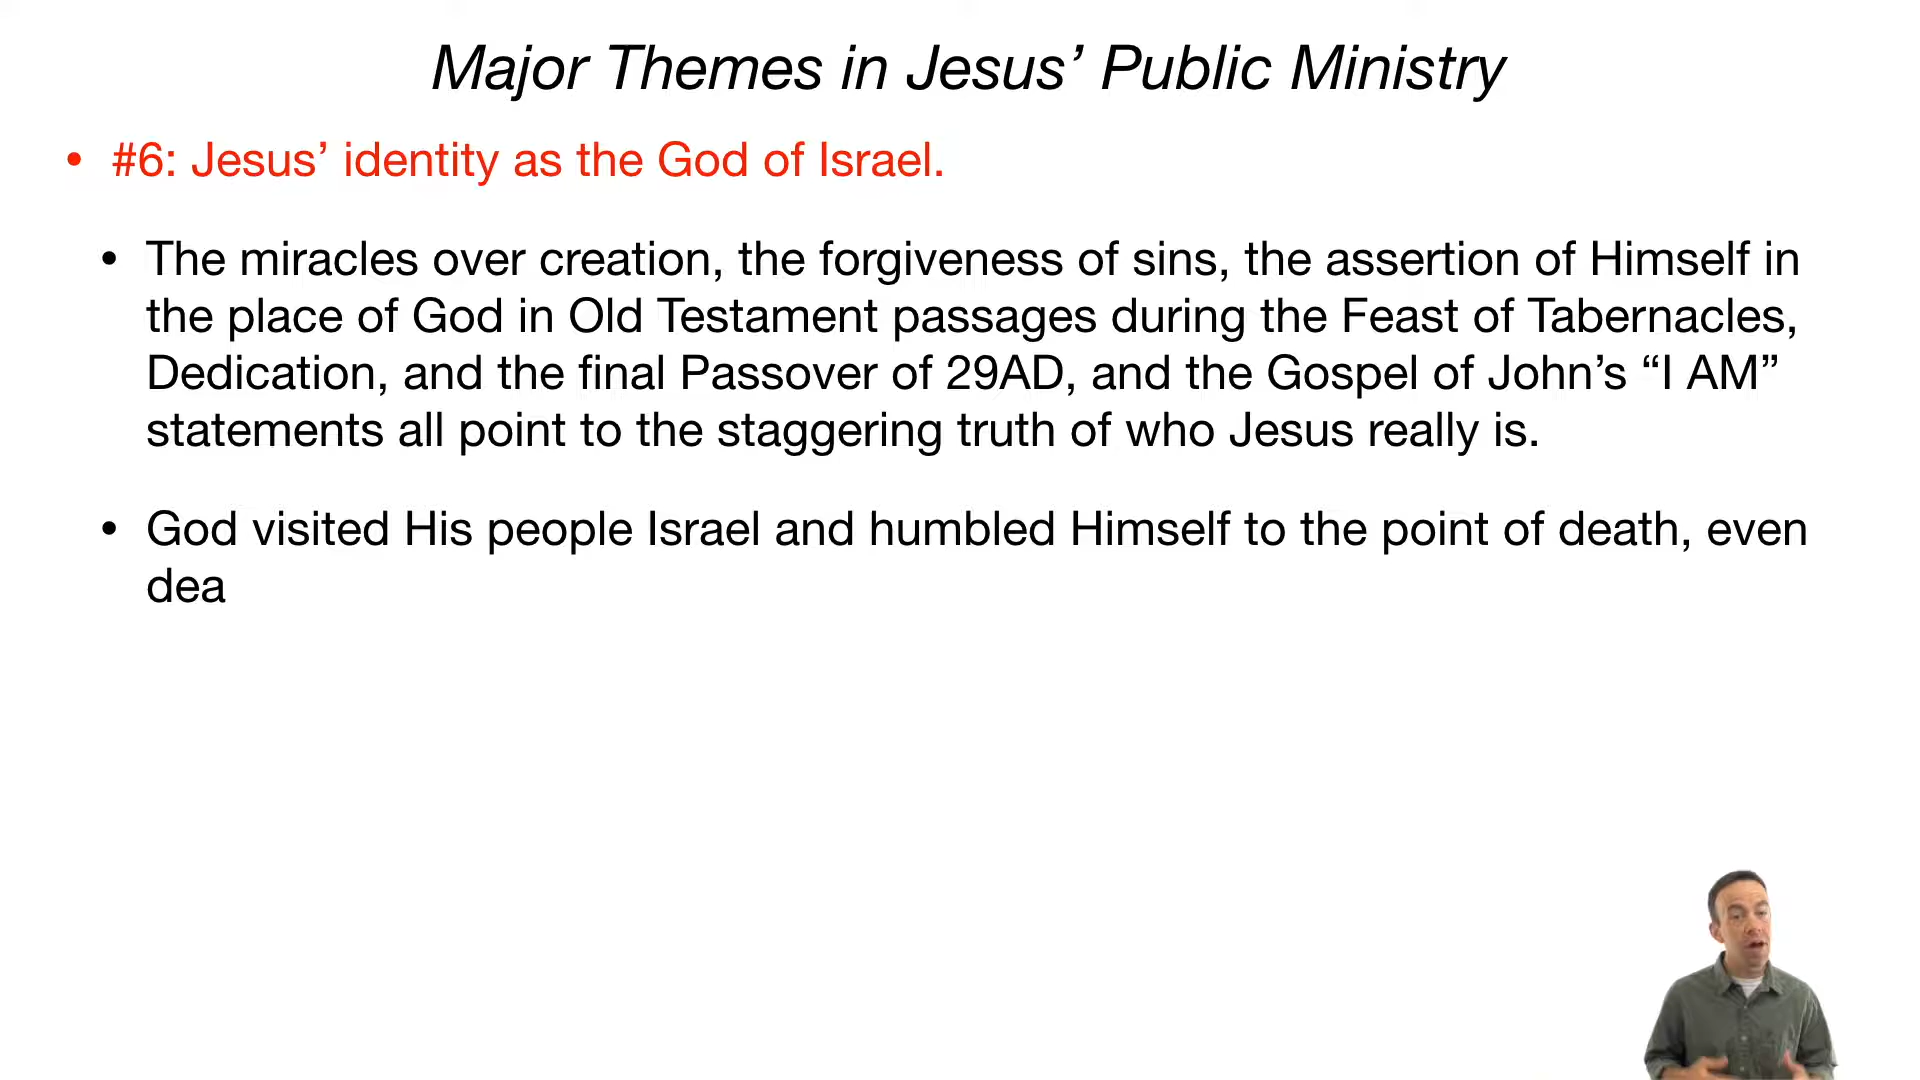 Major Themes in Jesus’ Public Ministry
• #6: Jesus’ identity as the God of Israel.
• The miracles over creation, the forgiveness of sins, the assertion of Himself in
the place of God in Old Testament passages during the Feast of Tabernacles,
Dedication, and the final Passover of 29AD, and the Gospel of John’s “I AM”
statements all point to the staggering truth of who Jesus really is.
• God visited His people Israel and humbled Himself to the point of death, even
dea